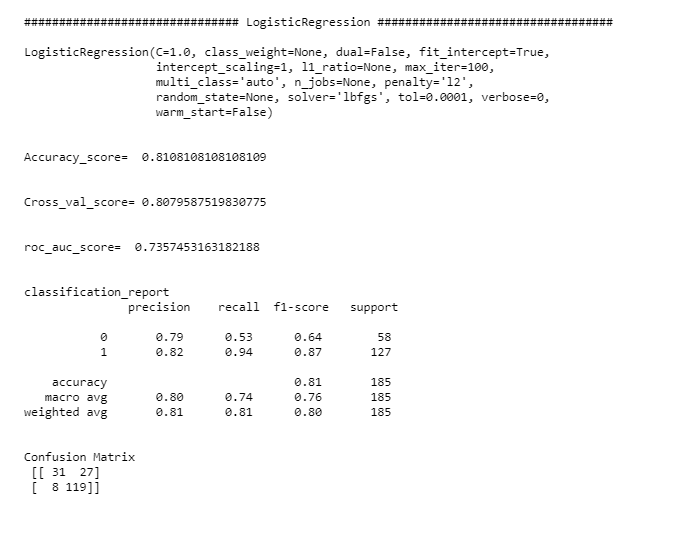 ############################### LogisticRegression ##################################
LogisticRegression(C=1.0, class_weight=None, dual=False, fit_intercept=True,
intercept_scaling=1, l1_ratio=None, max_iter=100,
multi_class='auto', n_jobs=None, penalty='l2',
random_state=None, solver='lbfgs', tol=0.0001, verbose=0,
warm_start=False)
Accuracy_score= 0.8108108108108109
Cross_val_score= 0.8079587519830775
roc_auc_score= 0.7357453163182188
classification_report
precision recall f1-score support
0 0.79 0.53 0.64 58
1 0.82 0.94 0.87 127
accuracy 0.81 185
macro avg 0.80 0.74 0.76 185
weighted avg 0.81 0.81 0.80 185
Confusion Matrix
[[ 31 27]
[ 8 119]]